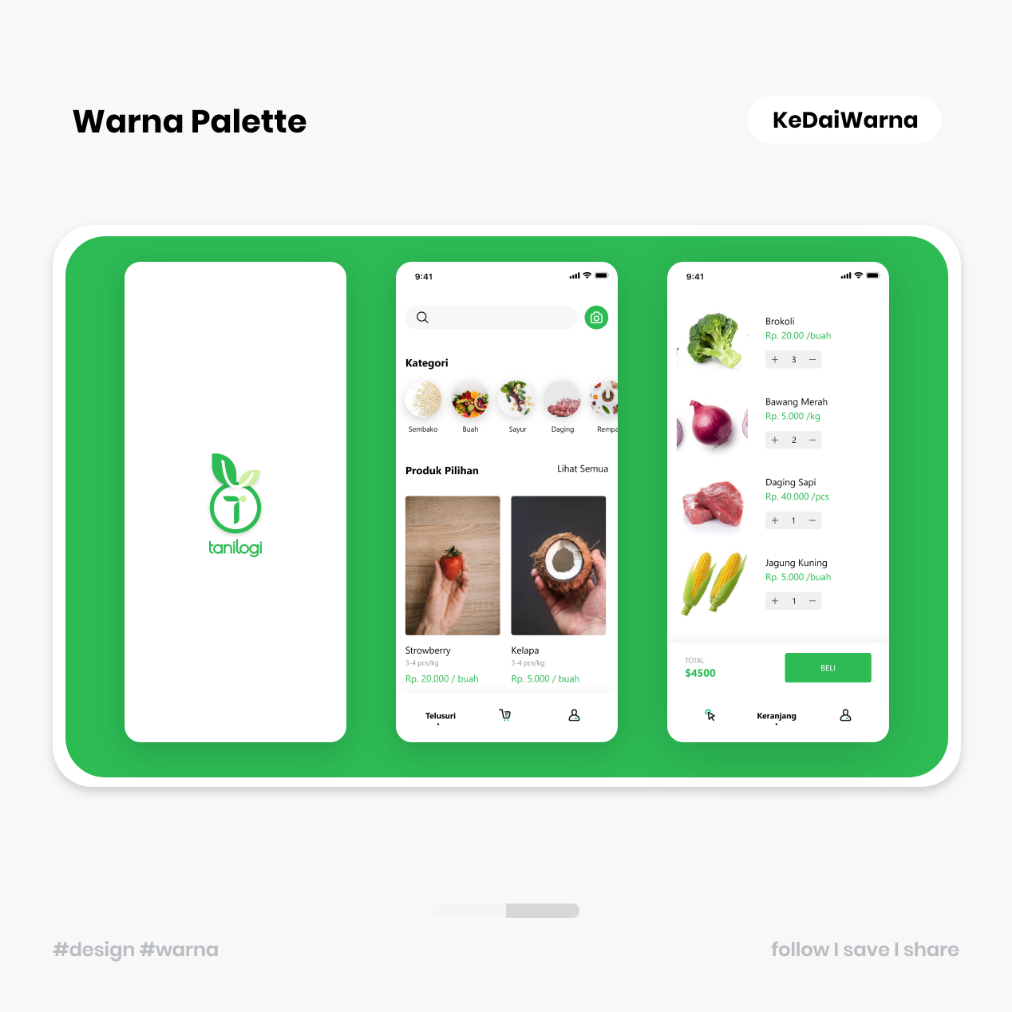 Warna Palette
KeDaiWarna
tanilogi
9:41
Kategori
Sembako
Buah
Sayur
Daging
Rempa
Produk Pilihan
Lihat Semua
Strowberry
3-4 pcs/kg
Rp. 20.000 / buah
Kelapa
3-4 pcs/kg
Rp. 5.000 / buah
Telusuri
9:41
Brokoli
Rp. 20.00 /buah
+ 3 −
Bawang Merah
Rp. 5.000 /kg
+ 2 −
Daging Sapi
Rp. 40.000 /pcs
+ 1 −
Jagung Kuning
Rp. 5.000 /buah
+ 1 −
TOTAL
$4500
BELI
Keranjang
#design #warna
follow I save I share